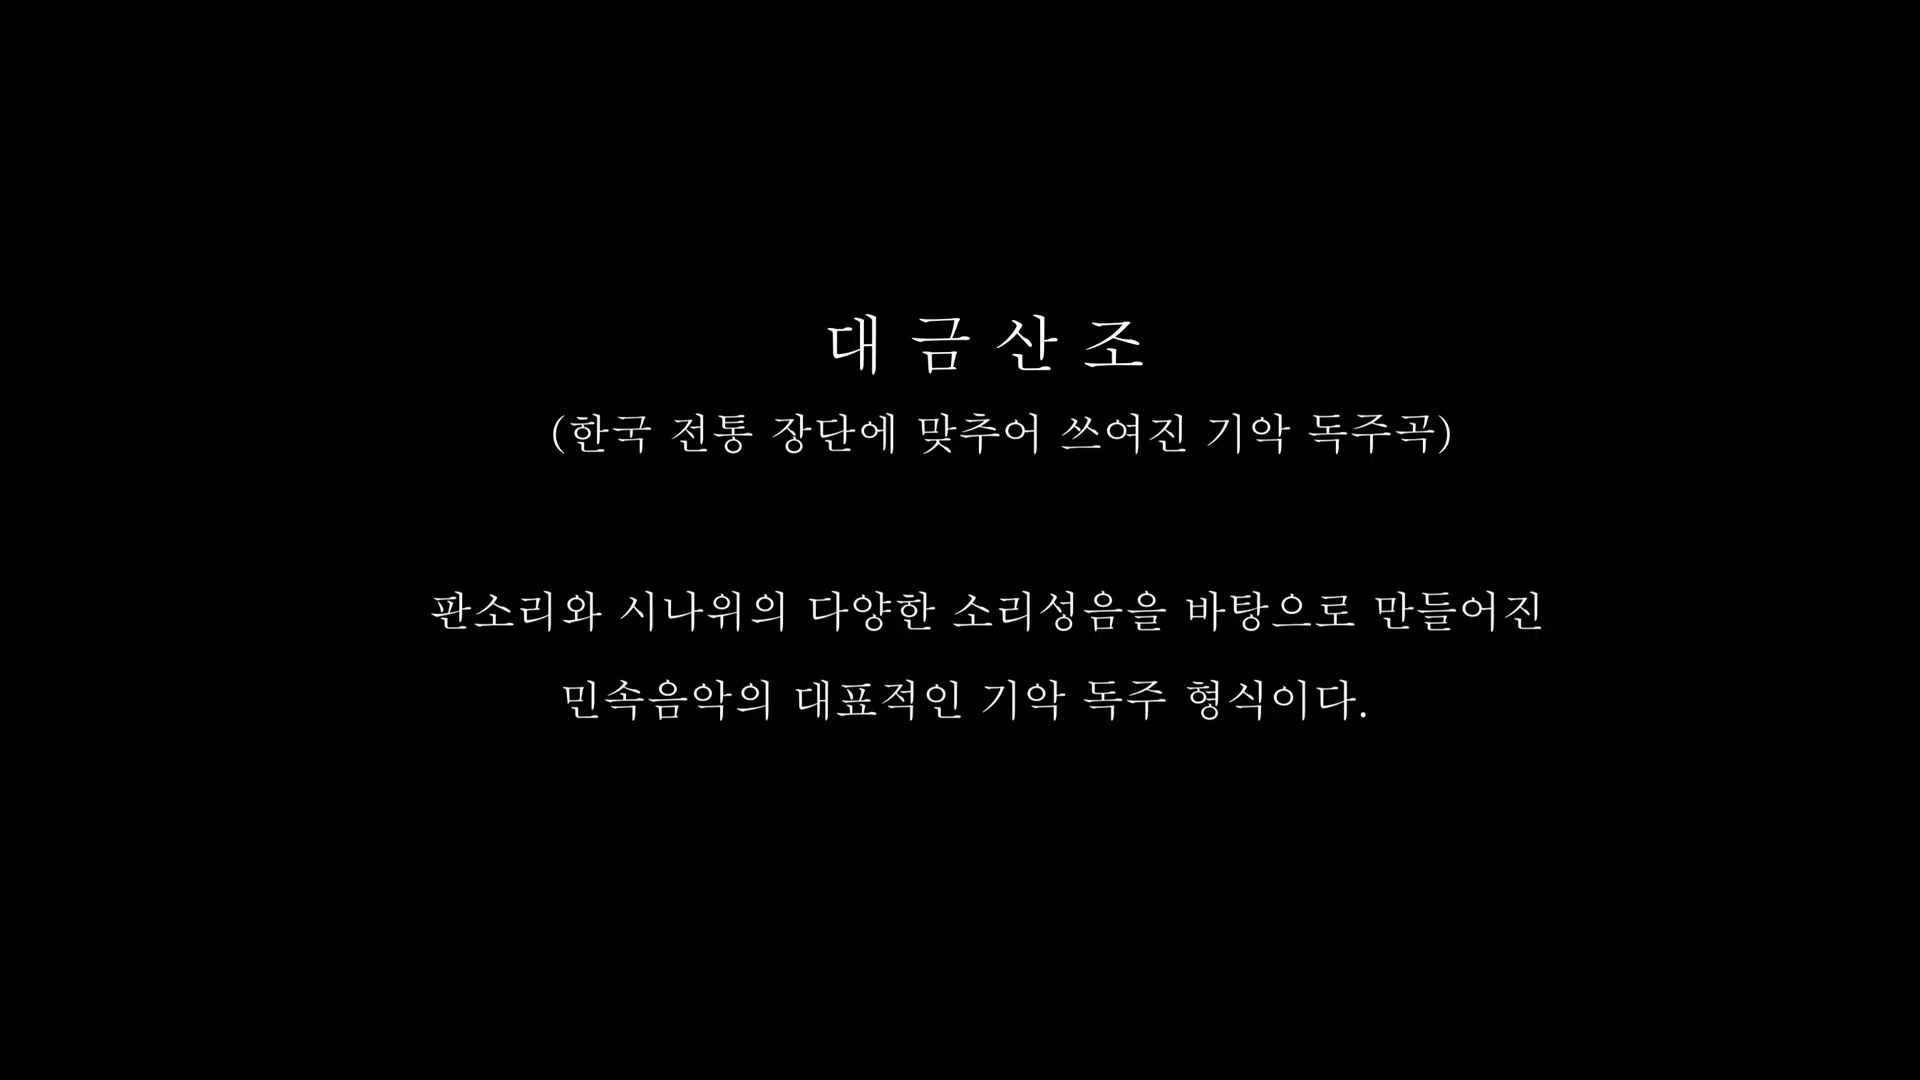 대 금 산 조
(한국 전통 장단에 맞추어 쓰여진 기악 독주곡)
판소리와 시나위의 다양한 소리성음을 바탕으로 만들어진
민속음악의 대표적인 기악 독주 형식이다.